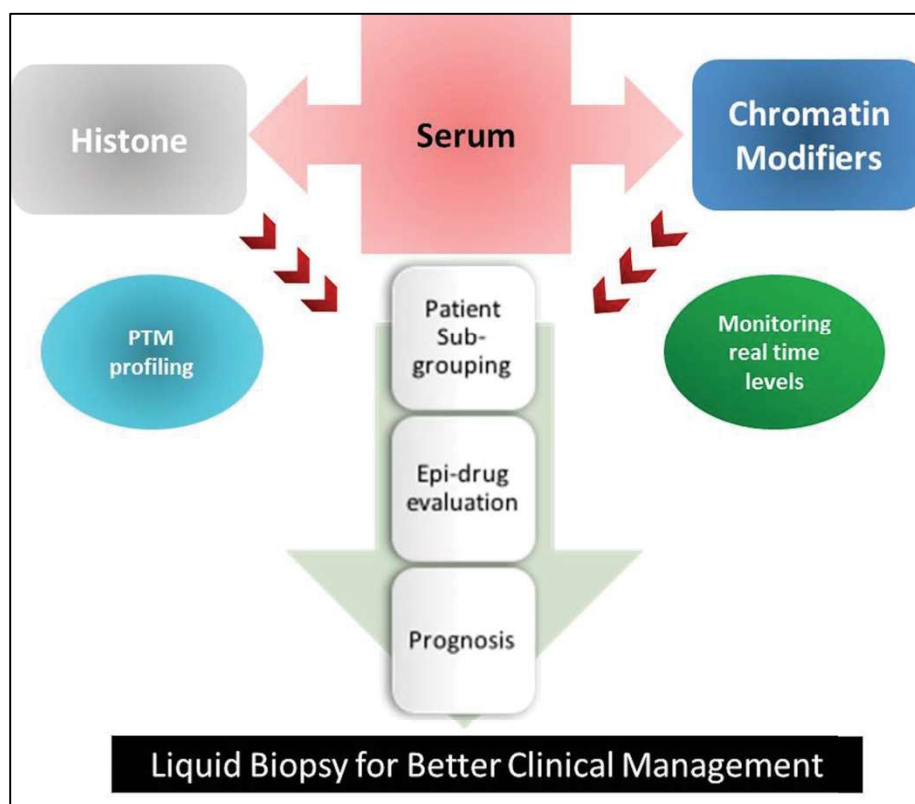 Histone
Serum
Chromatin
Modifiers
PTM
profiling
Patient
Sub-
grouping
Monitoring
real time
levels
Epi-drug
evaluation
Prognosis
Liquid Biopsy for Better Clinical Management